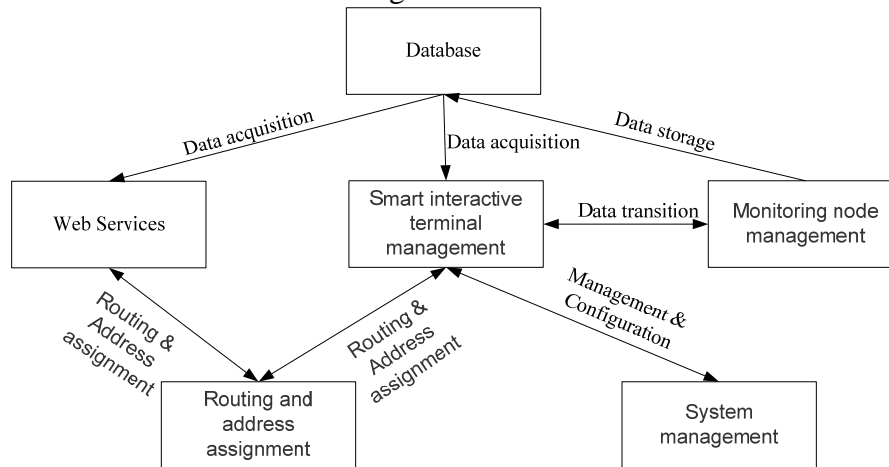 Database
Data acquisition
Data acquisition
Data storage
Web Services
Smart interactive
terminal
management
Data transition
Monitoring node
management
Routing &
Address
assignment
Routing &
Address
assignment
Management &
Configuration
Routing and
address
assignment
System
management